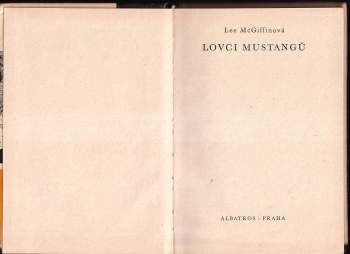 Lee McGiffinová
LOVCI MUSTANGŮ
ALBATROS · PRAHA